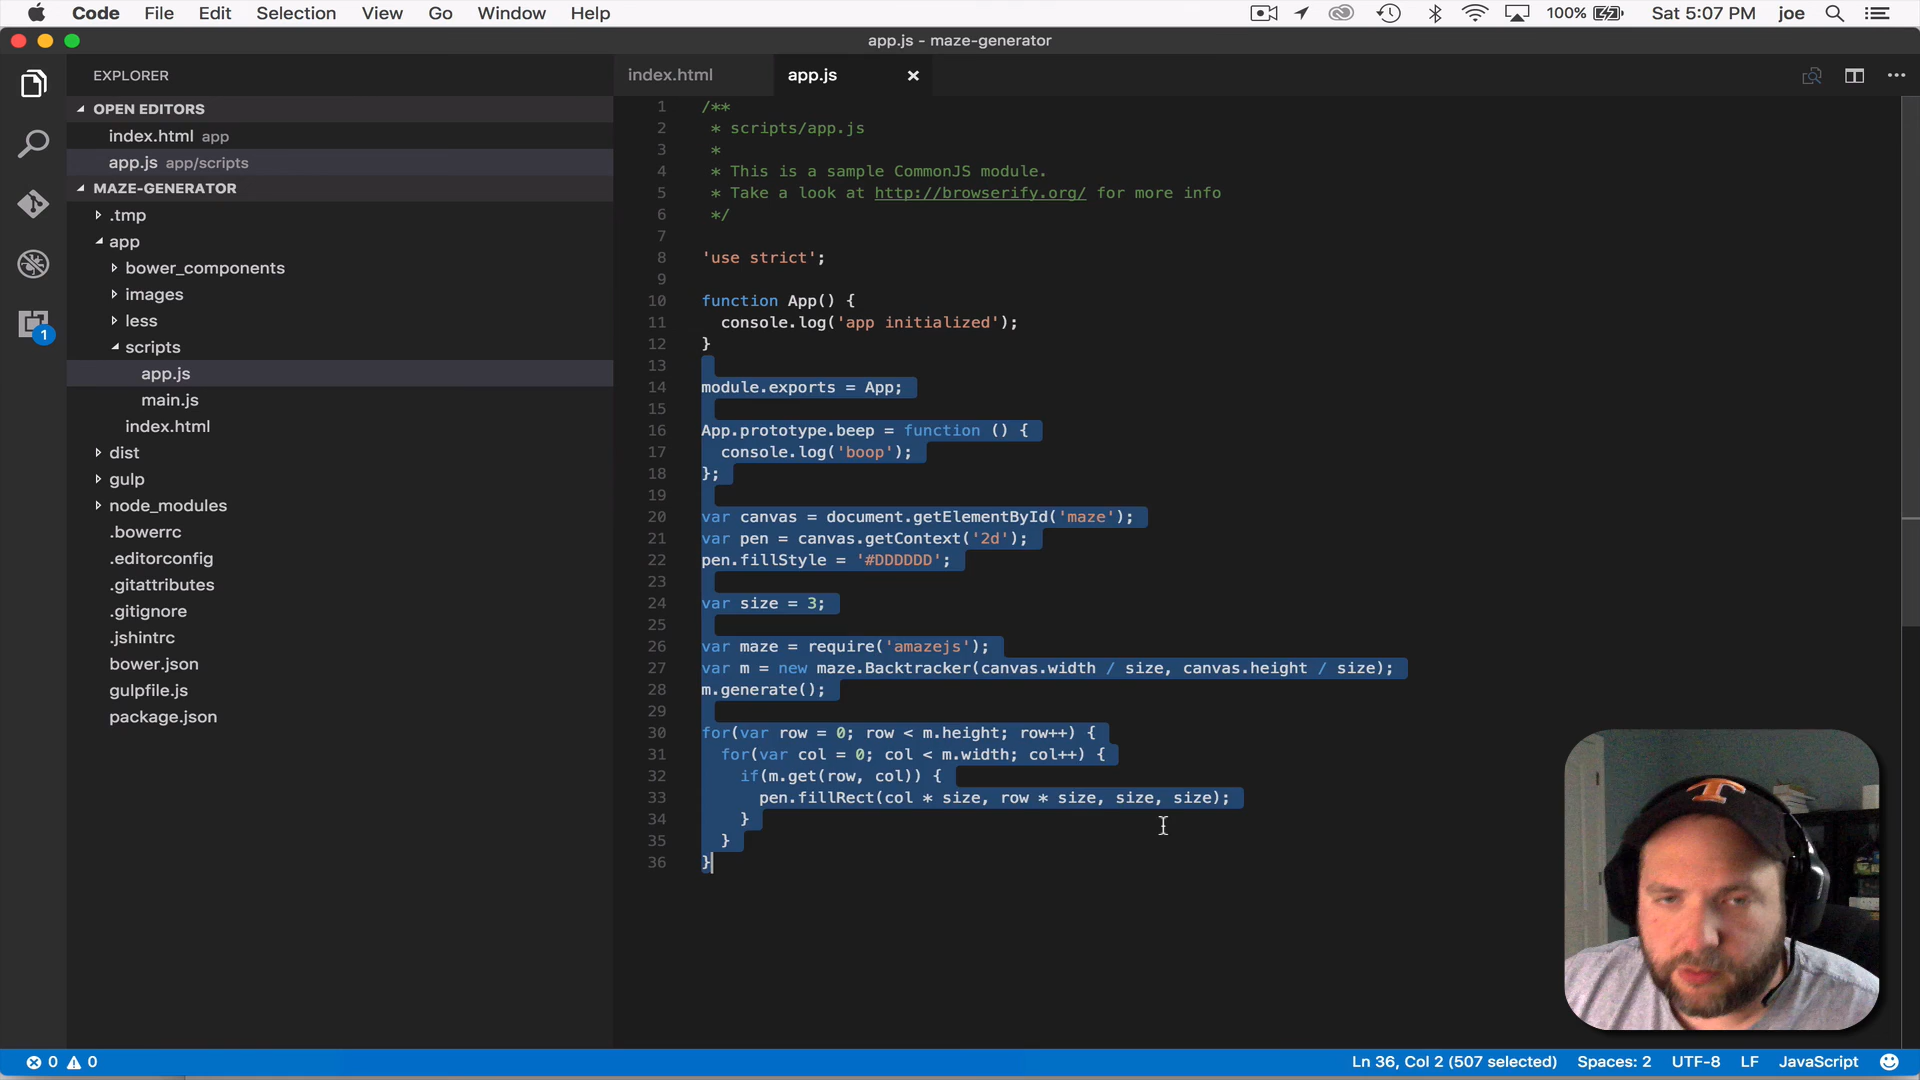 Code File Edit Selection View Go Window Help 100% Sat 5:07 PM joe
app.js - maze-generator
EXPLORER
OPEN EDITORS
index.html app
app.js app/scripts
MAZE-GENERATOR
.tmp
app
bower_components
images
less
scripts
app.js
main.js
index.html
dist
gulp
node_modules
.bowerrc
.editorconfig
.gitattributes
.gitignore
.jshintrc
bower.json
gulpfile.js
package.json
1
index.html app.js
1 /**
2 * scripts/app.js
3 *
4 * This is a sample CommonJS module.
5 * Take a look at http://browserify.org/ for more info
6 */
7
8 'use strict';
9
10 function App() {
11 console.log('app initialized');
12 }
13
14 module.exports = App;
15
16 App.prototype.beep = function () {
17 console.log('boop');
18 };
19
20 var canvas = document.getElementById('maze');
21 var pen = canvas.getContext('2d');
22 pen.fillStyle = '#DDDDDD';
23
24 var size = 3;
25
26 var maze = require('amazejs');
27 var m = new maze.Backtracker(canvas.width / size, canvas.height / size);
28 m.generate();
29
30 for(var row = 0; row < m.height; row++) {
31 for(var col = 0; col < m.width; col++) {
32 if(m.get(row, col)) {
33 pen.fillRect(col * size, row * size, size, size);
34 }
35 }
36 }
T
0 0 Ln 36, Col 2 (507 selected) Spaces: 2 UTF-8 LF JavaScript